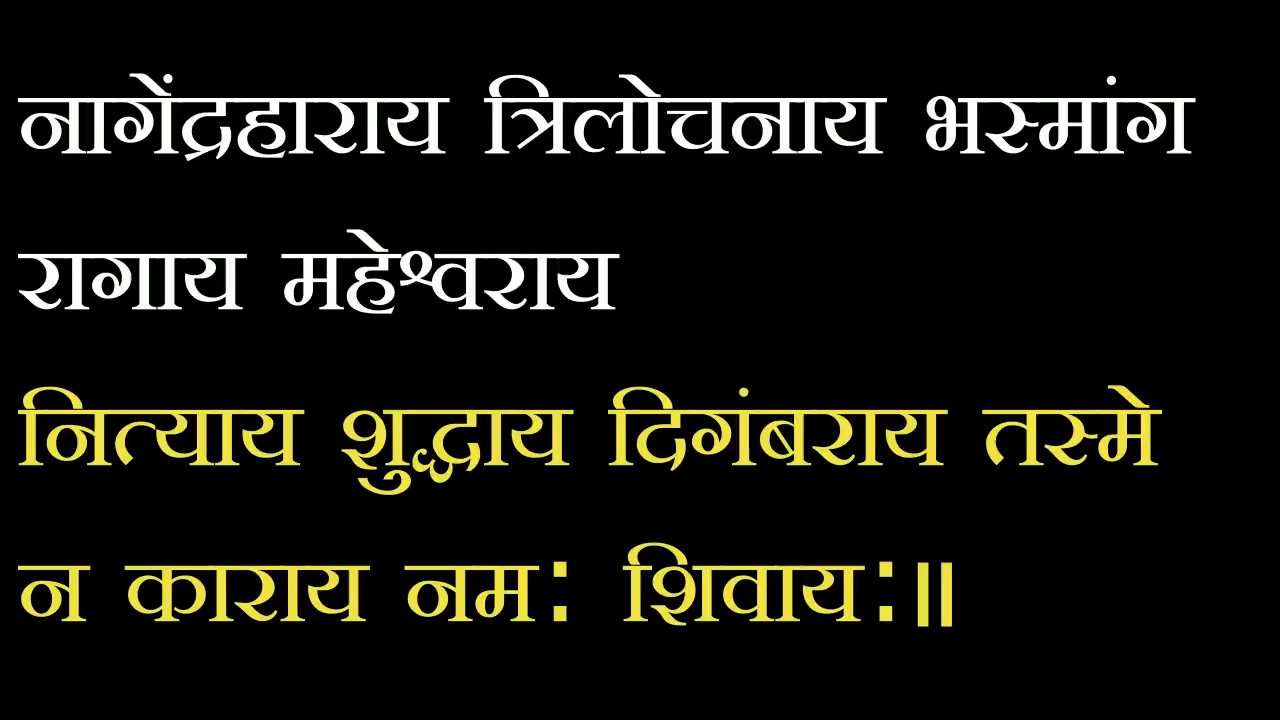 नागेंद्रहाराय त्रिलोचनाय भस्मांग
रागाय महेश्वराय
नित्याय शुद्धाय दिगंबराय तस्मे
न काराय नम: शिवाय:॥